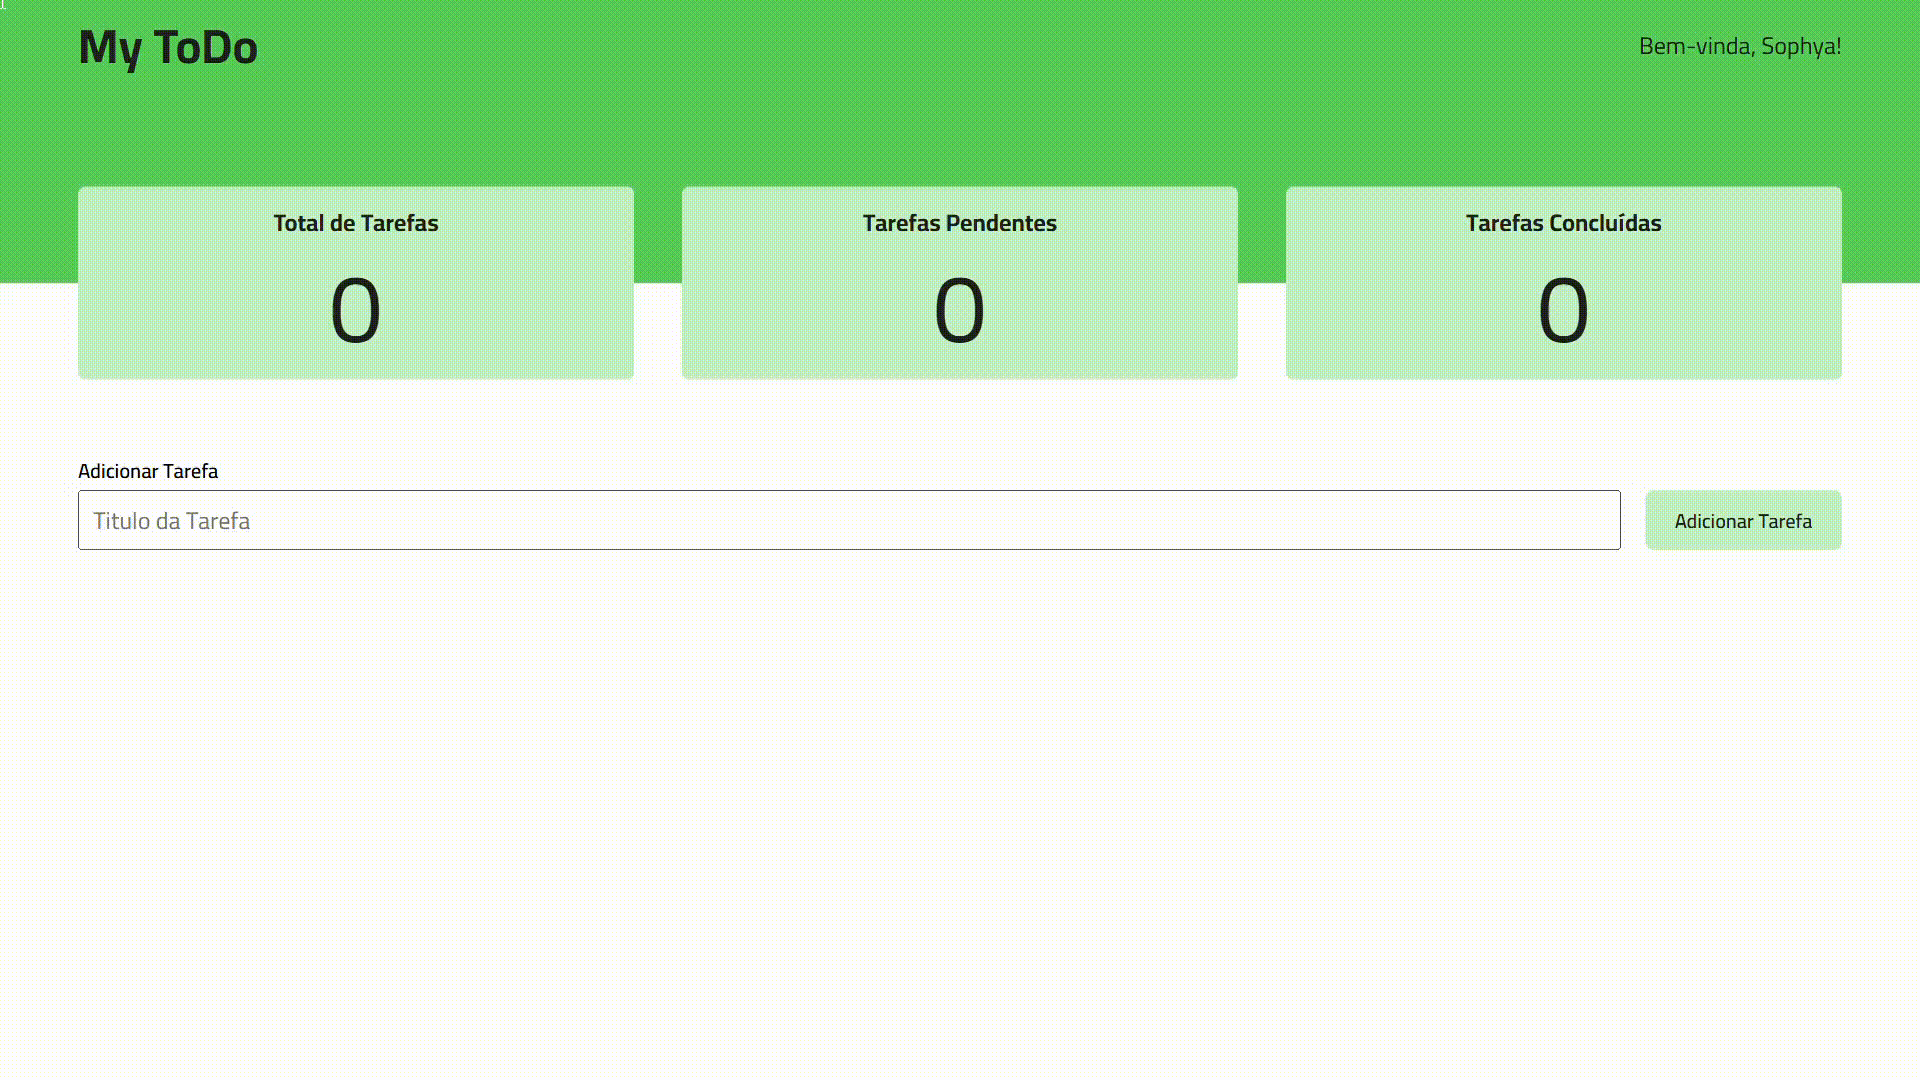 My ToDo
Bem-vinda, Sophya!
Total de Tarefas
0
Tarefas Pendentes
0
Tarefas Concluídas
0
Adicionar Tarefa
Titulo da Tarefa
Adicionar Tarefa